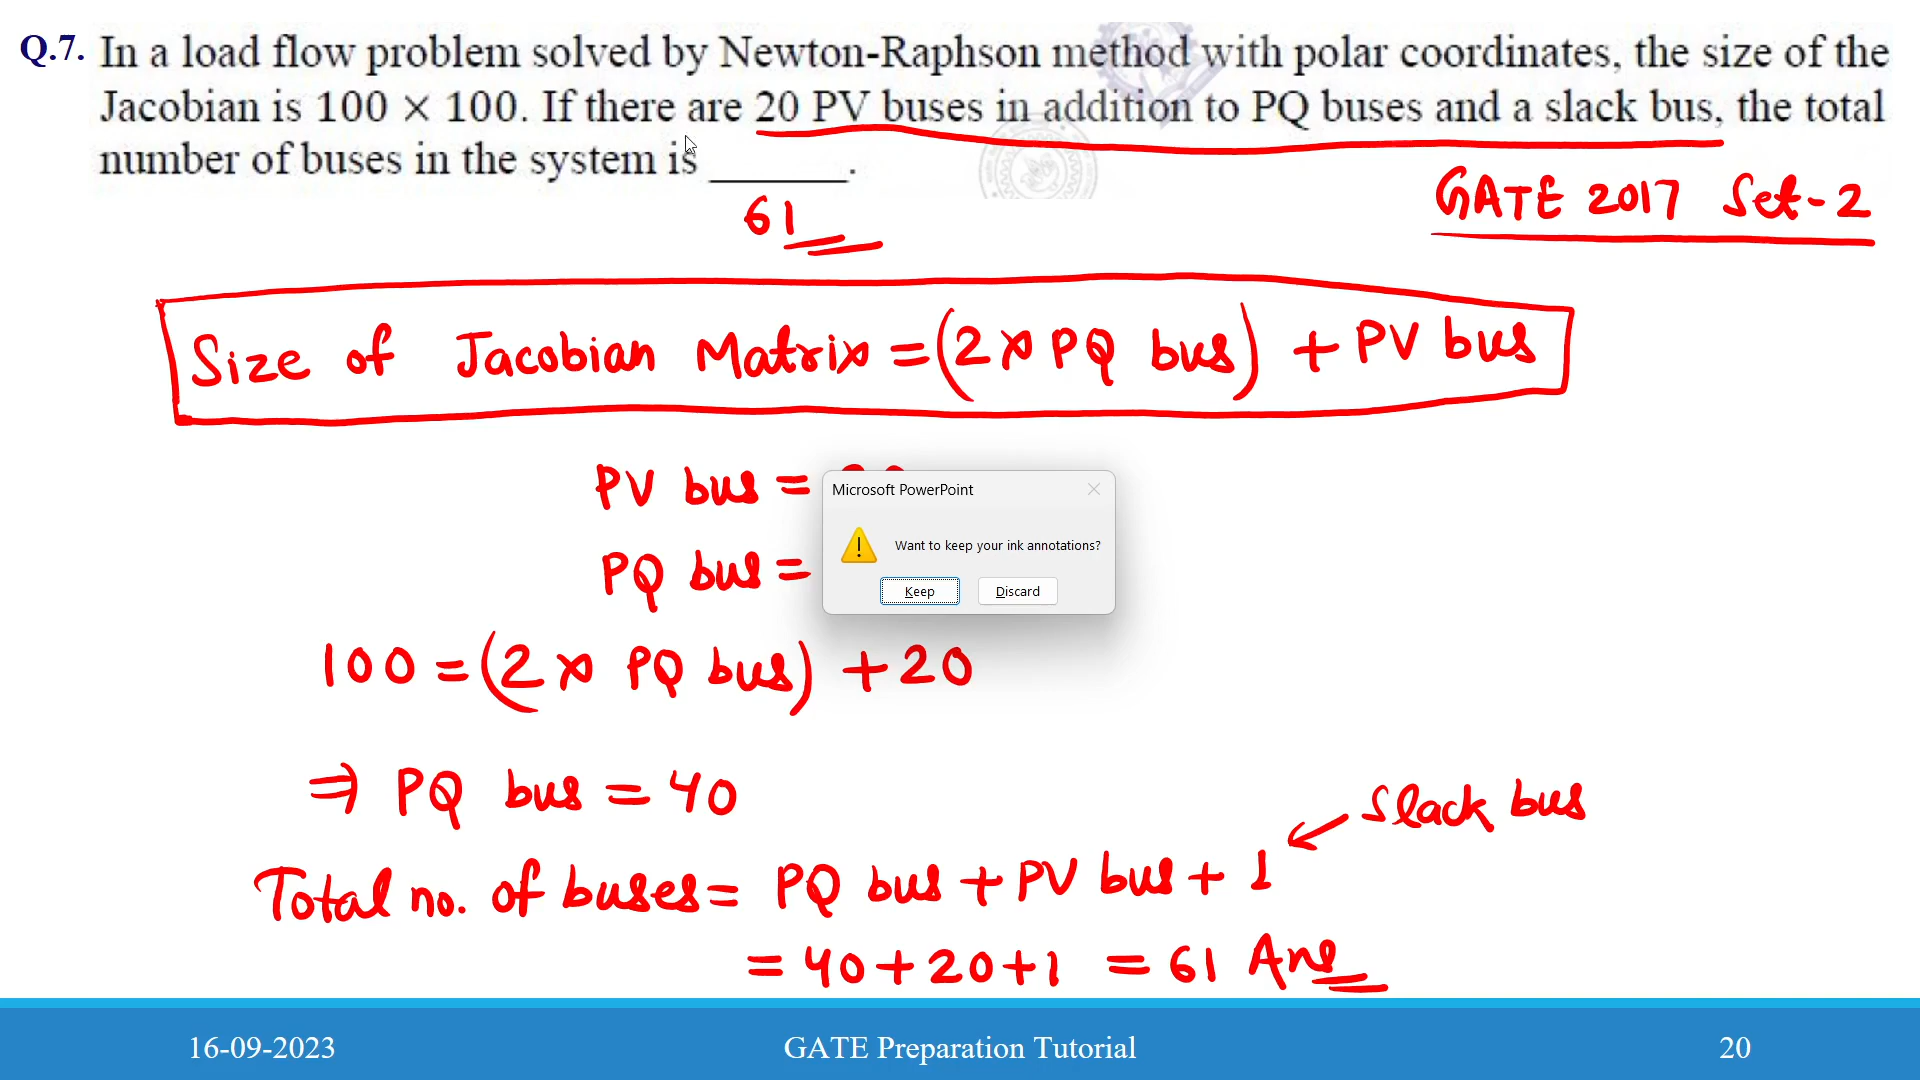 Q.7. In a load flow problem solved by Newton-Raphson method with polar coordinates, the size of the
Jacobian is 100 × 100. If there are 20 PV buses in addition to PQ buses and a slack bus, the total
number of buses in the system is ______.
61
GATE 2017 Set-2
Size of Jacobian Matrix = (2 × PQ bus) + PV bus
PV bus =
PQ bus =
Microsoft PowerPoint
Want to keep your ink annotations?
Keep Discard
100 = (2 × PQ bus) + 20
⇒ PQ bus = 40
Slack bus
Total no. of buses = PQ bus + PV bus + 1
= 40 + 20 + 1 = 61 Ans
16-09-2023 GATE Preparation Tutorial 20